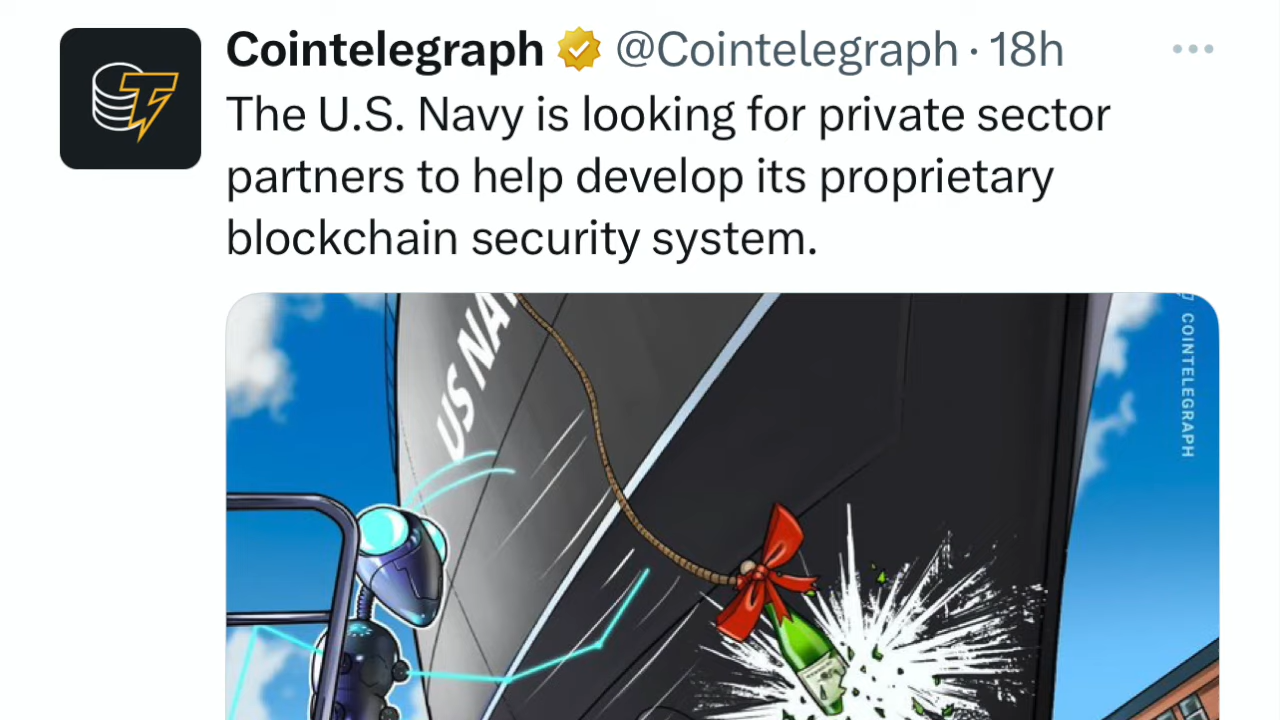 Cointelegraph @Cointelegraph · 18h
The U.S. Navy is looking for private sector
partners to help develop its proprietary
blockchain security system.
US NA
COINTELEGRAPH